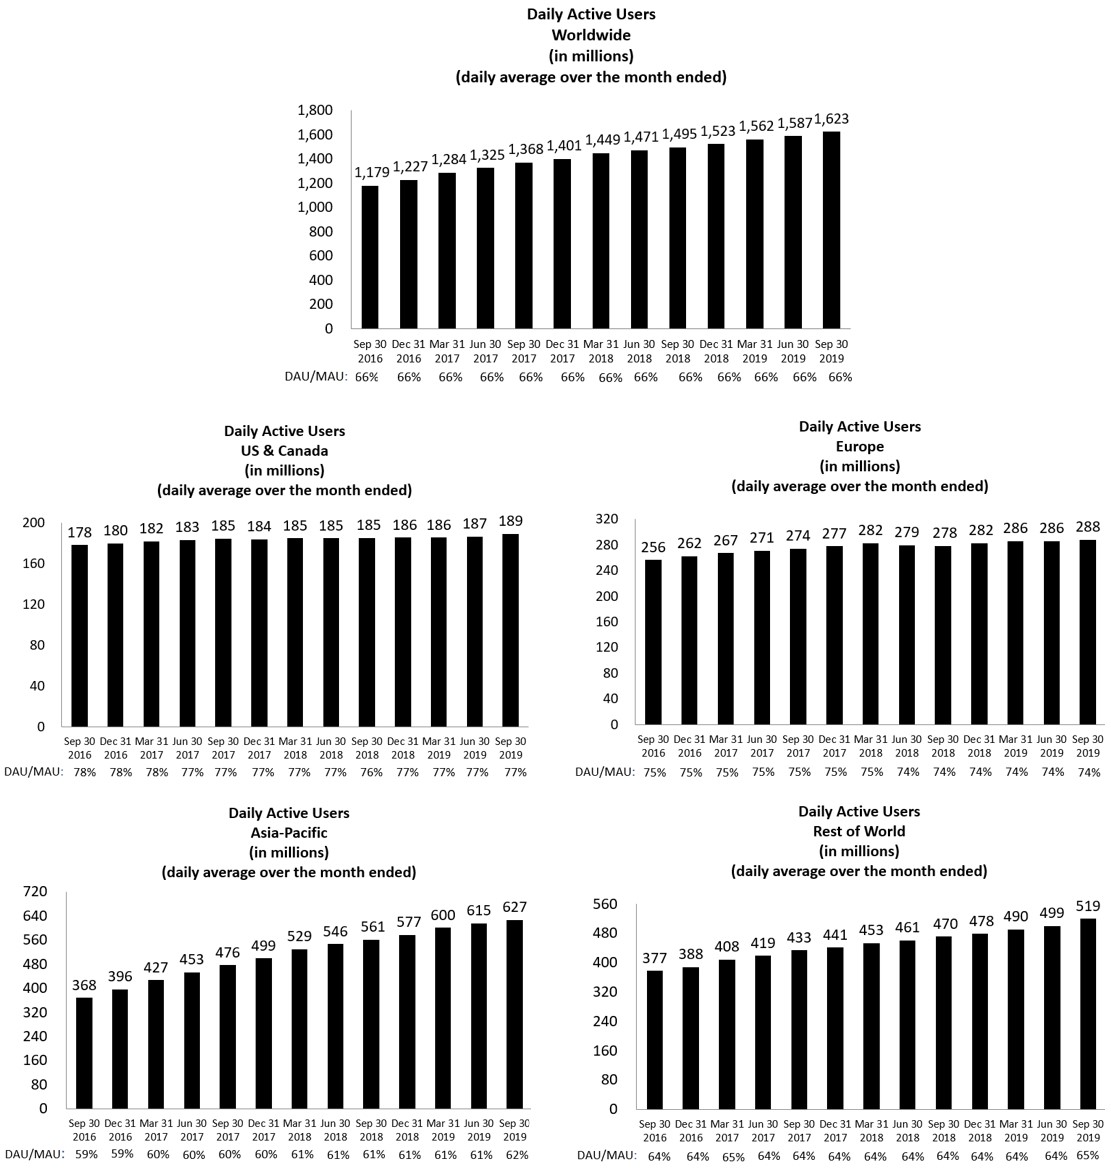 Daily Active Users
Worldwide
(in millions)
(daily average over the month ended)
1,800
1,600
1,400
1,200
1,000
800
600
400
200
0
1,179 1,227 1,284 1,325 1,368 1,401 1,449 1,471 1,495 1,523 1,562 1,587 1,623
Sep 30 Dec 31 Mar 31 Jun 30 Sep 30 Dec 31 Mar 31 Jun 30 Sep 30 Dec 31 Mar 31 Jun 30 Sep 30
2016 2016 2017 2017 2017 2017 2018 2018 2018 2018 2019 2019 2019
DAU/MAU: 66% 66% 66% 66% 66% 66% 66% 66% 66% 66% 66% 66% 66%
Daily Active Users
US & Canada
(in millions)
(daily average over the month ended)
200
160
120
80
40
0
178 180 182 183 185 184 185 185 185 186 186 187 189
Sep 30 Dec 31 Mar 31 Jun 30 Sep 30 Dec 31 Mar 31 Jun 30 Sep 30 Dec 31 Mar 31 Jun 30 Sep 30
2016 2016 2017 2017 2017 2017 2018 2018 2018 2018 2019 2019 2019
DAU/MAU: 78% 78% 78% 77% 77% 77% 77% 77% 76% 77% 77% 77% 77%
Daily Active Users
Europe
(in millions)
(daily average over the month ended)
320
280
240
200
160
120
80
40
0
256 262 267 271 274 277 282 279 278 282 286 286 288
Sep 30 Dec 31 Mar 31 Jun 30 Sep 30 Dec 31 Mar 31 Jun 30 Sep 30 Dec 31 Mar 31 Jun 30 Sep 30
2016 2016 2017 2017 2017 2017 2018 2018 2018 2018 2019 2019 2019
DAU/MAU: 75% 75% 75% 75% 75% 75% 75% 74% 74% 74% 74% 74% 74%
Daily Active Users
Asia-Pacific
(in millions)
(daily average over the month ended)
720
640
560
480
400
320
240
160
80
0
368 396 427 453 476 499 529 546 561 577 600 615 627
Sep 30 Dec 31 Mar 31 Jun 30 Sep 30 Dec 31 Mar 31 Jun 30 Sep 30 Dec 31 Mar 31 Jun 30 Sep 30
2016 2016 2017 2017 2017 2017 2018 2018 2018 2018 2019 2019 2019
DAU/MAU: 59% 59% 60% 60% 60% 60% 61% 61% 61% 61% 61% 61% 62%
Daily Active Users
Rest of World
(in millions)
(daily average over the month ended)
560
480
400
320
240
160
80
0
377 388 408 419 433 441 453 461 470 478 490 499 519
Sep 30 Dec 31 Mar 31 Jun 30 Sep 30 Dec 31 Mar 31 Jun 30 Sep 30 Dec 31 Mar 31 Jun 30 Sep 30
2016 2016 2017 2017 2017 2017 2018 2018 2018 2018 2019 2019 2019
DAU/MAU: 64% 64% 65% 64% 64% 64% 64% 64% 64% 64% 64% 64% 65%